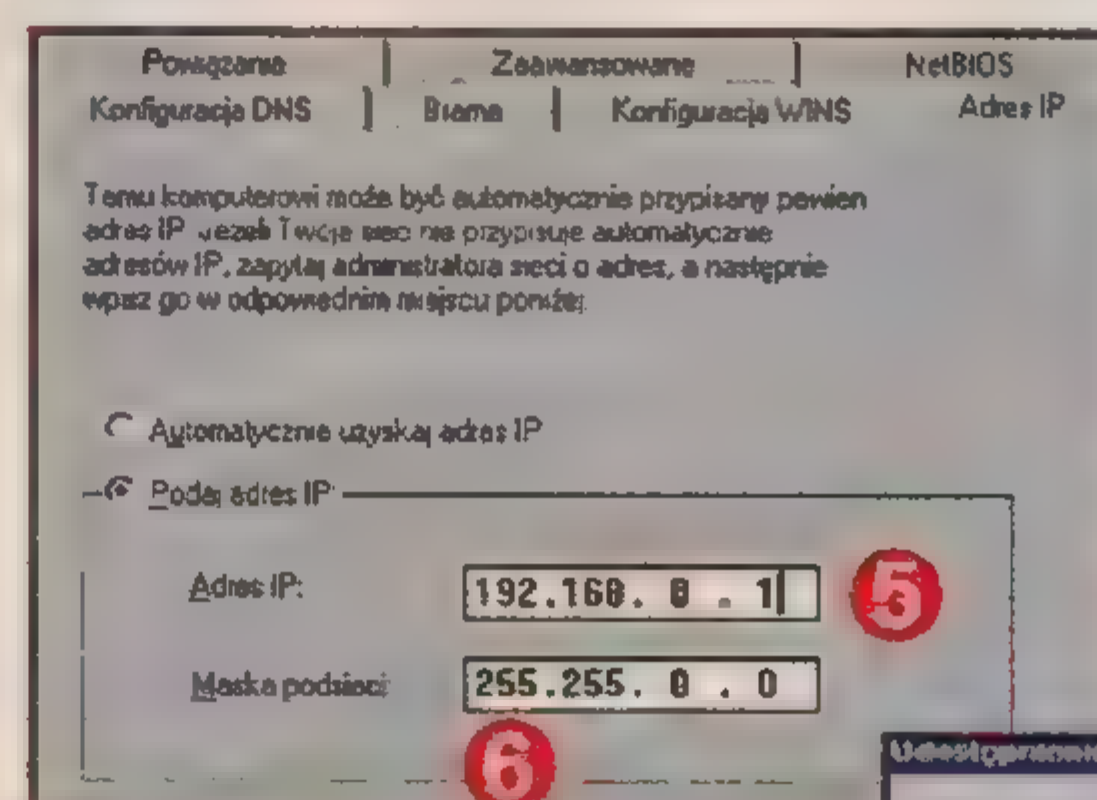 Powiązania Zaawansowane NetBIOS
Konfiguracja DNS Brama Konfiguracja WINS Adres IP
Temu komputerowi może być automatycznie przypisany pewien
adres IP. Jeżeli Twoja sieć nie przypisuje automatycznie
adresów IP, zapytaj administratora sieci o adres, a następnie
wpisz go w odpowiednim miejscu poniżej.
Automatycznie uzyskaj adres IP
Podaj adres IP:
Adres IP: 192.168. 0 . 1 5
Maska podsieci: 255.255. 0 . 0
6